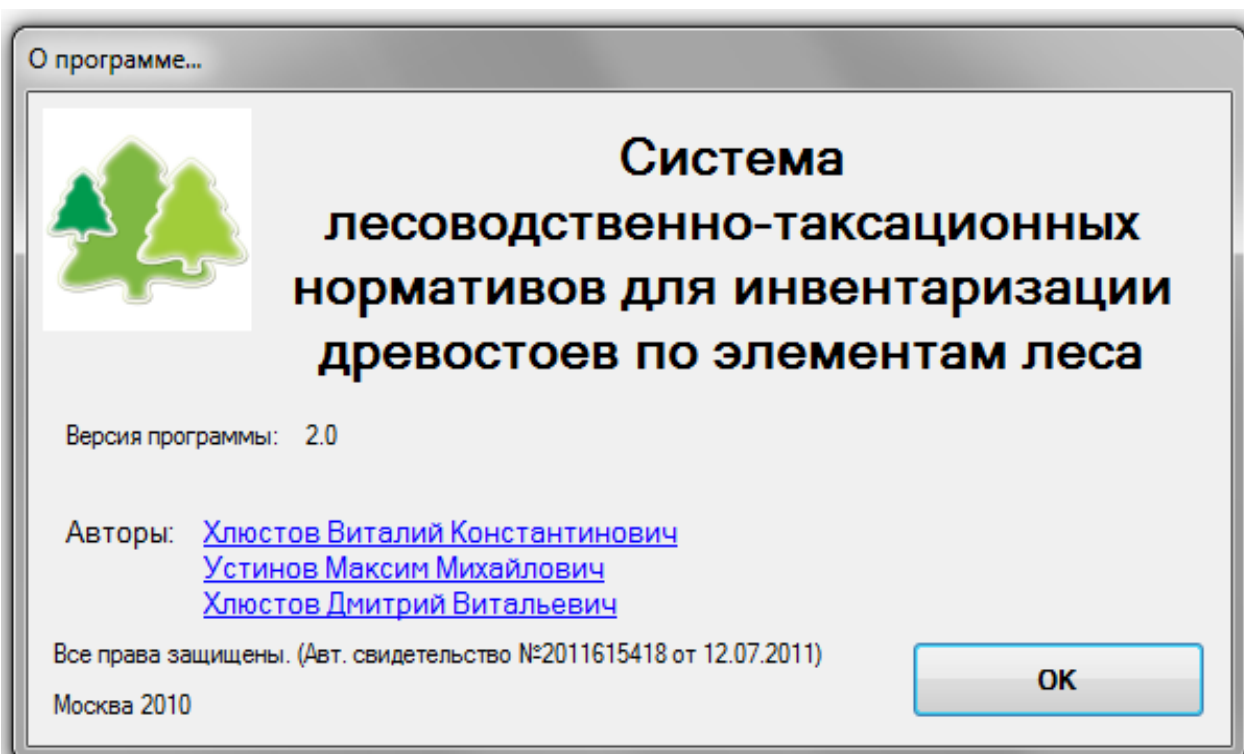 О программе...
Система
лесоводственно-таксационных
нормативов для инвентаризации
древостоев по элементам леса
Версия программы: 2.0
Авторы: Хлюстов Виталий Константинович
Устинов Максим Михайлович
Хлюстов Дмитрий Витальевич
Все права защищены. (Авт. свидетельство №2011615418 от 12.07.2011)
Москва 2010
ОК